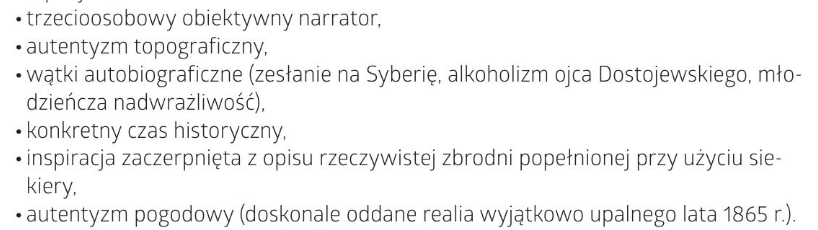 • trzecioosobowy obiektywny narrator,
• autentyzm topograficzny,
• wątki autobiograficzne (zesłanie na Syberię, alkoholizm ojca Dostojewskiego, mło-
dzieńcza nadwrażliwość),
• konkretny czas historyczny,
• inspiracja zaczerpnięta z opisu rzeczywistej zbrodni popełnionej przy użyciu sie-
kiery,
• autentyzm pogodowy (doskonale oddane realia wyjątkowo upalnego lata 1865 r.).